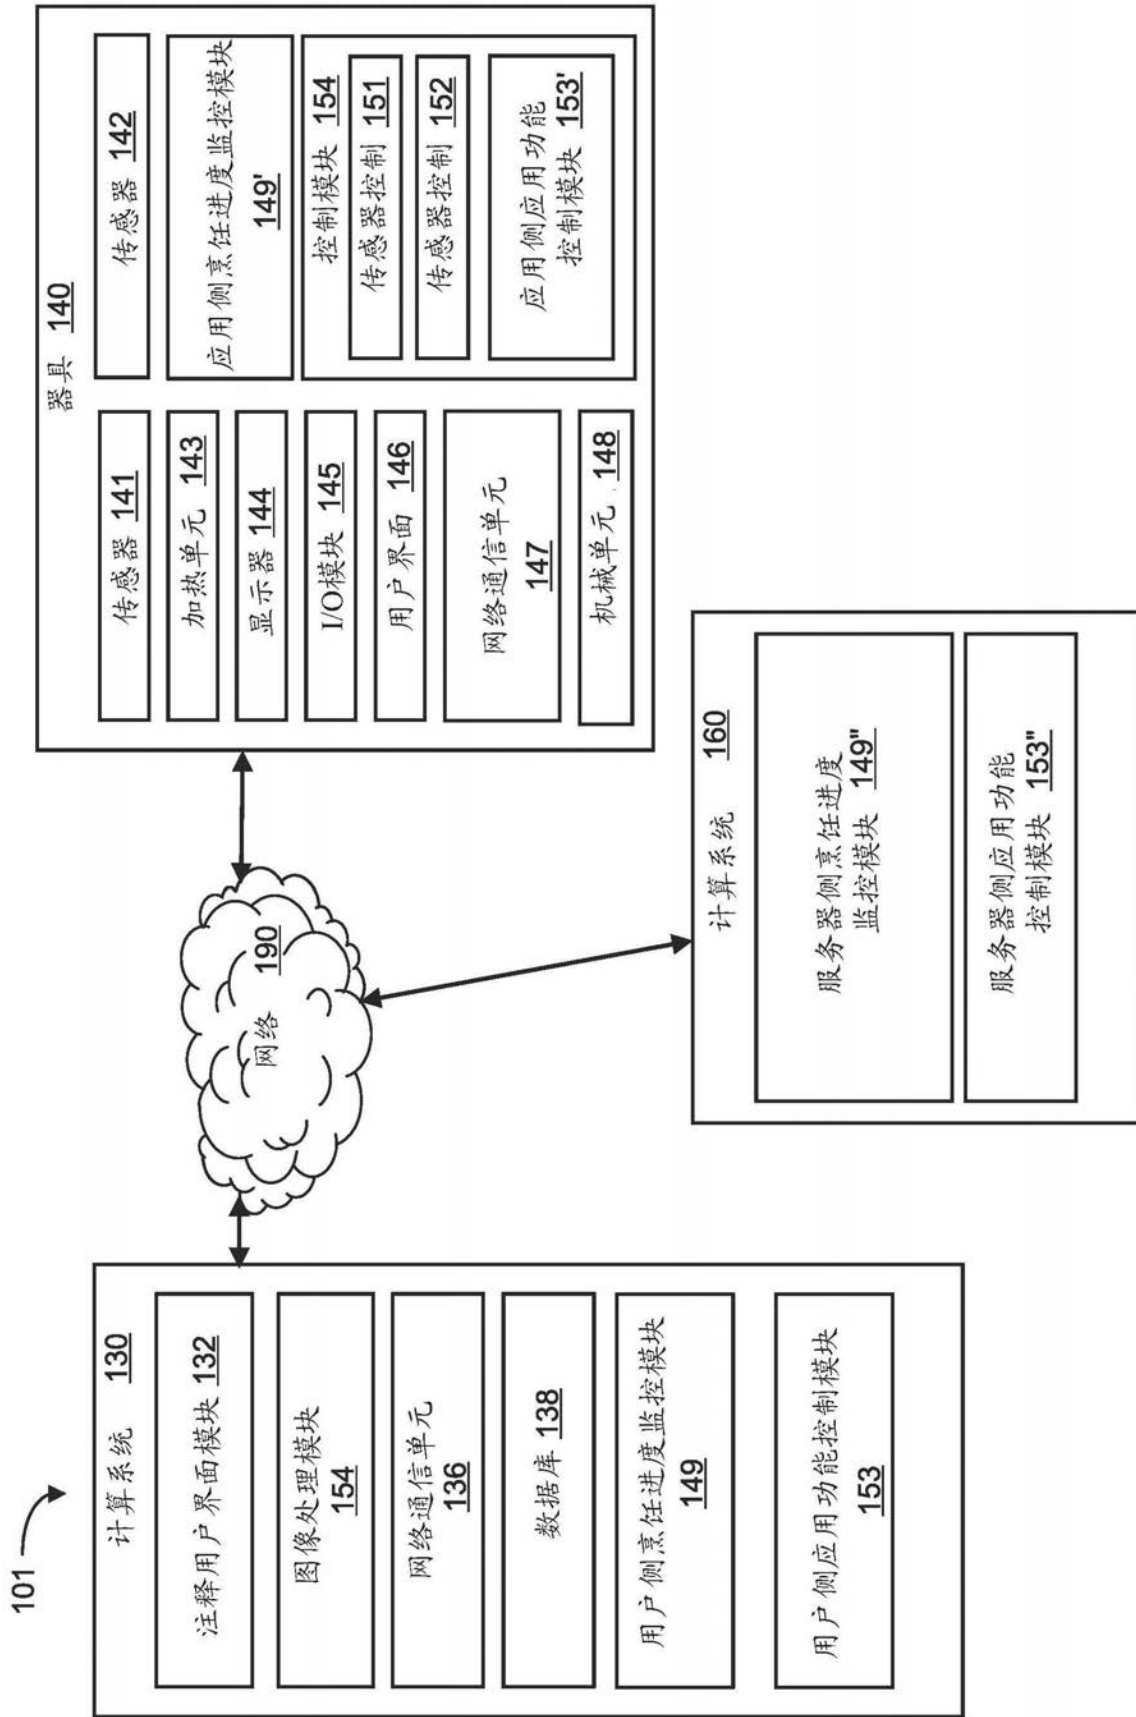 101
计算系统 130
注释用户界面模块 132
图像处理模块
154
网络通信单元
136
数据库 138
用户侧烹饪进度监控模块
149
用户侧应用功能控制模块
153
网络 190
器具 140
传感器 141
加热单元 143
显示器 144
I/O模块 145
用户界面 146
网络通信单元
147
机械单元 148
传感器 142
应用侧烹饪进度监控模块
149'
控制模块 154
传感器控制 151
传感器控制 152
应用侧应用功能
控制模块 153'
计算系统 160
服务器侧烹饪进度
监控模块 149"
服务器侧应用功能
控制模块 153"